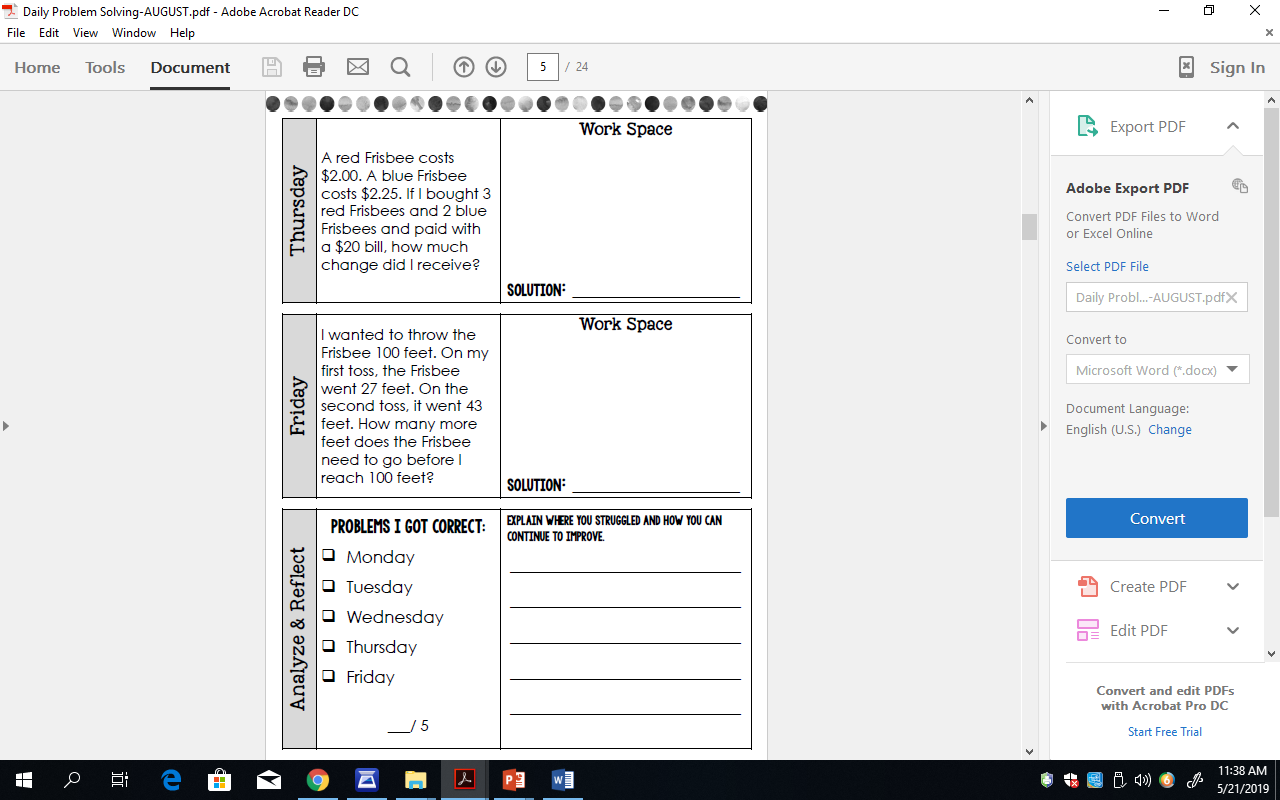 Daily Problem Solving-AUGUST.pdf - Adobe Acrobat Reader DC
File Edit View Window Help
Home Tools Document 5 / 24 Sign In
Thursday
A red Frisbee costs
$2.00. A blue Frisbee
costs $2.25. If I bought 3
red Frisbees and 2 blue
Frisbees and paid with
a $20 bill, how much
change did I receive?
Work Space
SOLUTION:
Friday
I wanted to throw the
Frisbee 100 feet. On my
first toss, the Frisbee
went 27 feet. On the
second toss, it went 43
feet. How many more
feet does the Frisbee
need to go before I
reach 100 feet?
Work Space
SOLUTION:
Analyze & Reflect
PROBLEMS I GOT CORRECT:
Monday
Tuesday
Wednesday
Thursday
Friday
___/ 5
EXPLAIN WHERE YOU STRUGGLED AND HOW YOU CAN
CONTINUE TO IMPROVE.
Export PDF
Adobe Export PDF
Convert PDF Files to Word
or Excel Online
Select PDF File
Daily Probl...-AUGUST.pdf
Convert to
Microsoft Word (*.docx)
Document Language:
English (U.S.) Change
Convert
Create PDF
Edit PDF
Convert and edit PDFs
with Acrobat Pro DC
Start Free Trial
11:38 AM
5/21/2019